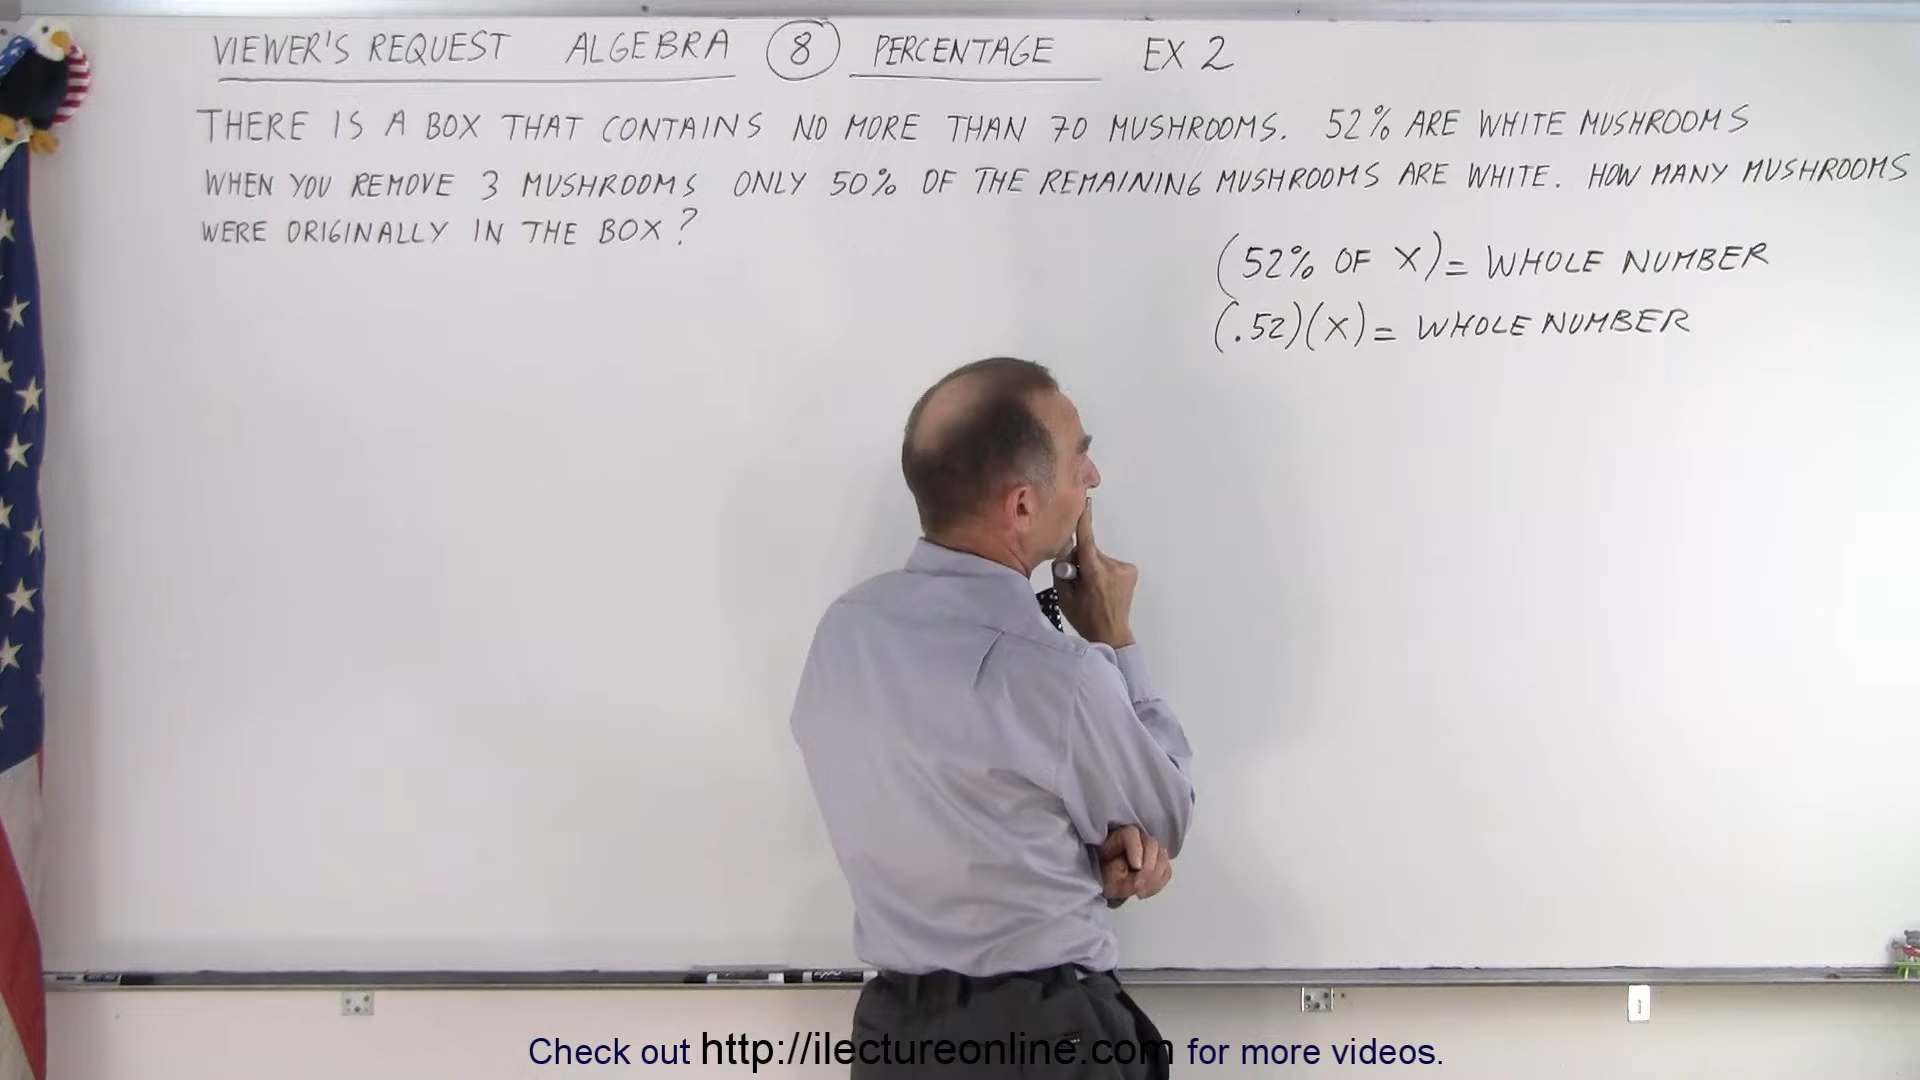 VIEWER'S REQUEST ALGEBRA 8 PERCENTAGE EX 2
THERE IS A BOX THAT CONTAINS NO MORE THAN 70 MUSHROOMS. 52% ARE WHITE MUSHROOMS
WHEN YOU REMOVE 3 MUSHROOMS ONLY 50% OF THE REMAINING MUSHROOMS ARE WHITE. HOW MANY MUSHROOMS
WERE ORIGINALLY IN THE BOX?
(52% OF X) = WHOLE NUMBER
(.52)(X) = WHOLE NUMBER
Check out http://ilectureonline.com for more videos.